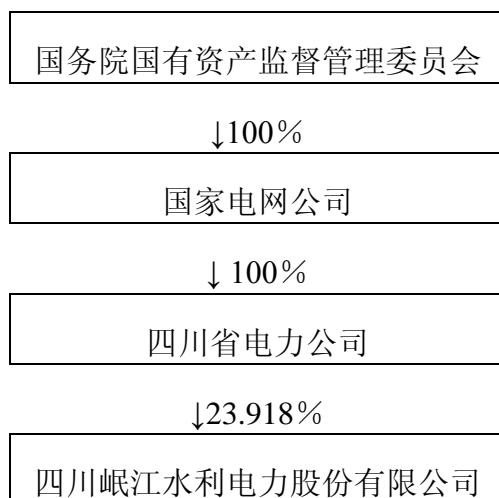 国务院国有资产监督管理委员会
↓100％
国家电网公司
↓ 100％
四川省电力公司
↓23.918％
四川岷江水利电力股份有限公司